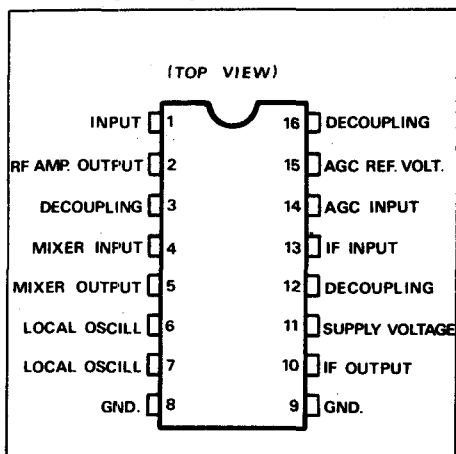 (TOP VIEW)
INPUT 1 16 DECOUPLING
RF AMP. OUTPUT 2 15 AGC REF. VOLT.
DECOUPLING 3 14 AGC INPUT
MIXER INPUT 4 13 IF INPUT
MIXER OUTPUT 5 12 DECOUPLING
LOCAL OSCILL 6 11 SUPPLY VOLTAGE
LOCAL OSCILL 7 10 IF OUTPUT
GND. 8 9 GND.